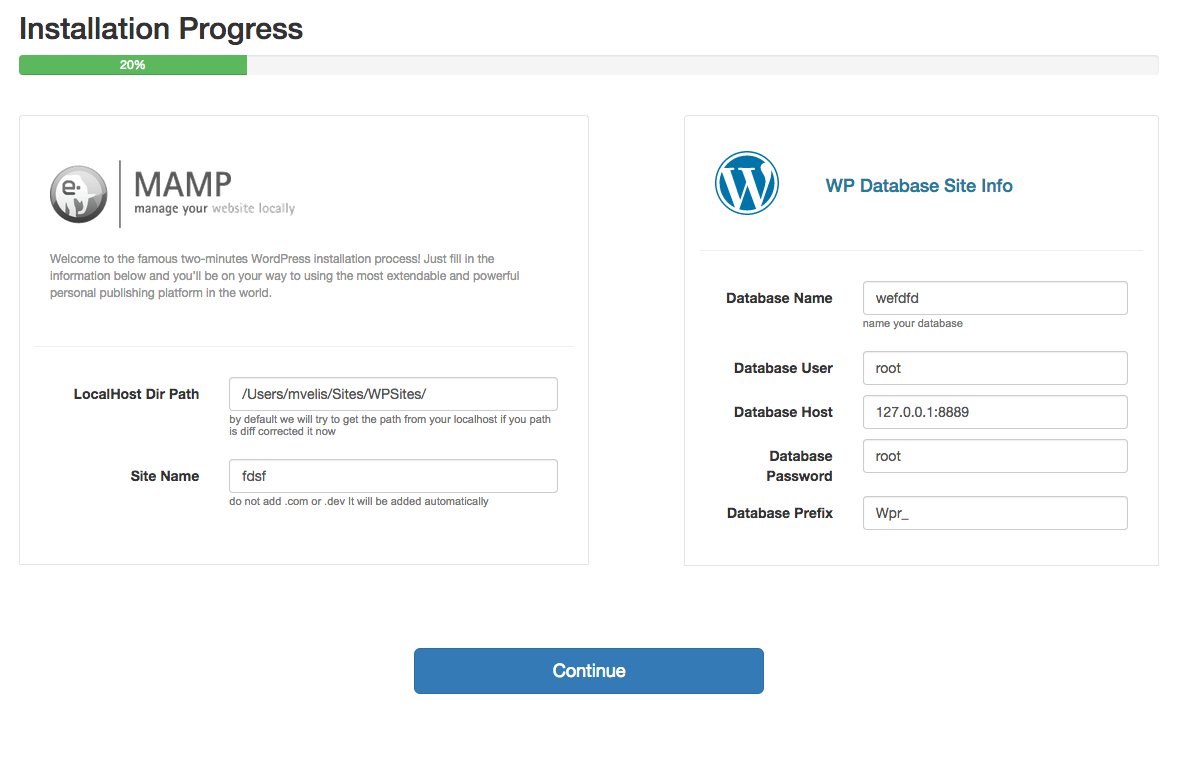 Installation Progress
20%
e.
MAMP
manage your website locally
Welcome to the famous two-minutes WordPress installation process! Just fill in the
information below and you'll be on your way to using the most extendable and powerful
personal publishing platform in the world.
LocalHost Dir Path
/Users/mvelis/Sites/WPSites/
by default we will try to get the path from your localhost if you path
is diff corrected it now
Site Name
fdsf
do not add .com or .dev It will be added automatically
W
WP Database Site Info
Database Name
wefdfd
name your database
Database User
root
Database Host
127.0.0.1:8889
Database
Password
root
Database Prefix
Wpr_
Continue